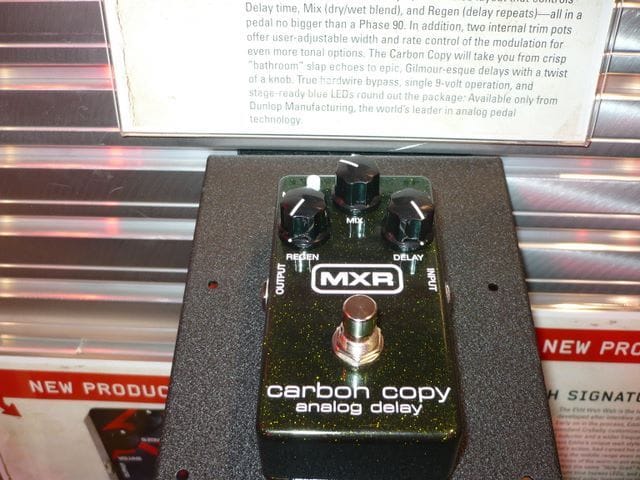 Delay time, Mix (dry/wet blend), and Regen (delay repeats)—all in a
pedal no bigger than a Phase 90. In addition, two internal trim pots
offer user-adjustable width and rate control of the modulation for
even more tonal options. The Carbon Copy will take you from crisp
"bathroom" slap echoes to epic, Gilmour-esque delays with a twist
of a knob. True hardwire bypass, single 9-volt operation, and
stage-ready blue LEDs round out the package. Available only from
Dunlop Manufacturing, the world's leader in analog pedal
technology.
MIX
REGEN
DELAY
OUTPUT
MXR
INPUT
carbon copy
analog delay
NEW PRODUC
NEW PRO
H SIGNAT